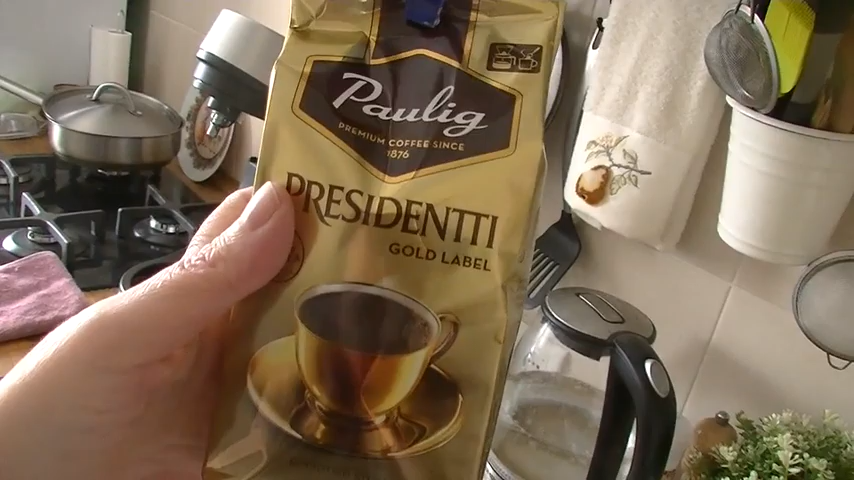 Paulig
PREMIUM COFFEE SINCE
1876
PRESIDENTTI
GOLD LABEL